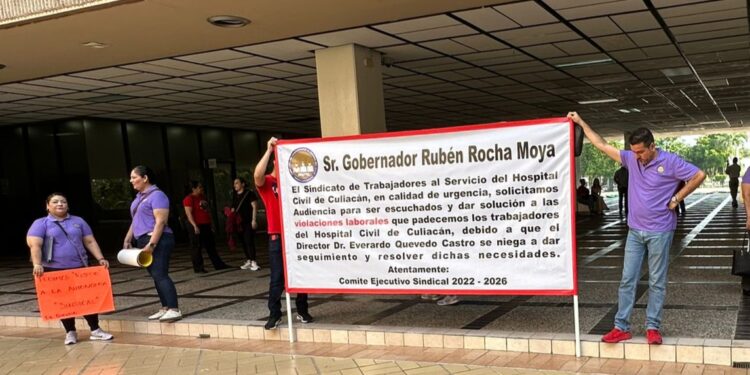 Sr. Gobernador Rubén Rocha Moya
El Sindicato de Trabajadores al Servicio del Hospital
Civil de Culiacán, en calidad de urgencia, solicitamos
Audiencia para ser escuchados y dar solución a las
violaciones laborales que padecemos los trabajadores
del Hospital Civil de Culiacán, debido a que el
Director Dr. Everardo Quevedo Castro se niega a dar
seguimiento y resolver dichas necesidades.
Atentamente:
Comite Ejecutivo Sindical 2022 - 2026
A LA AUTONOMIA
"SINDICAL"